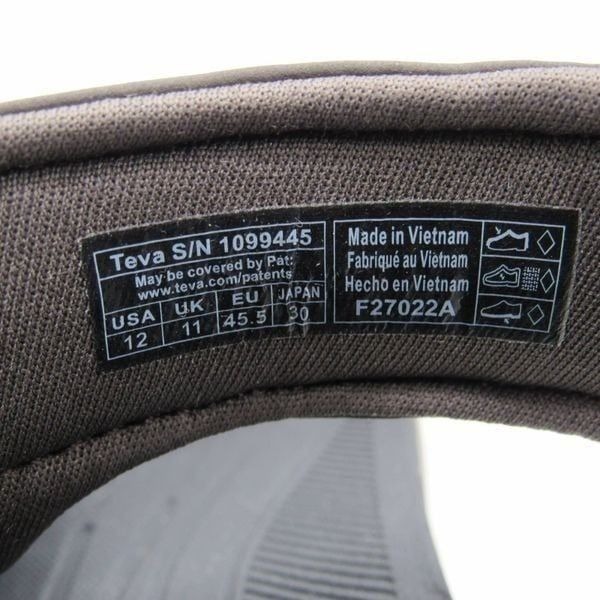 Teva S/N 1099445
May be covered by Pat:
www.teva.com/patents
USA UK EU JAPAN
12 11 45.5 30
Made in Vietnam
Fabriqué au Vietnam
Hecho en Vietnam
F27022A